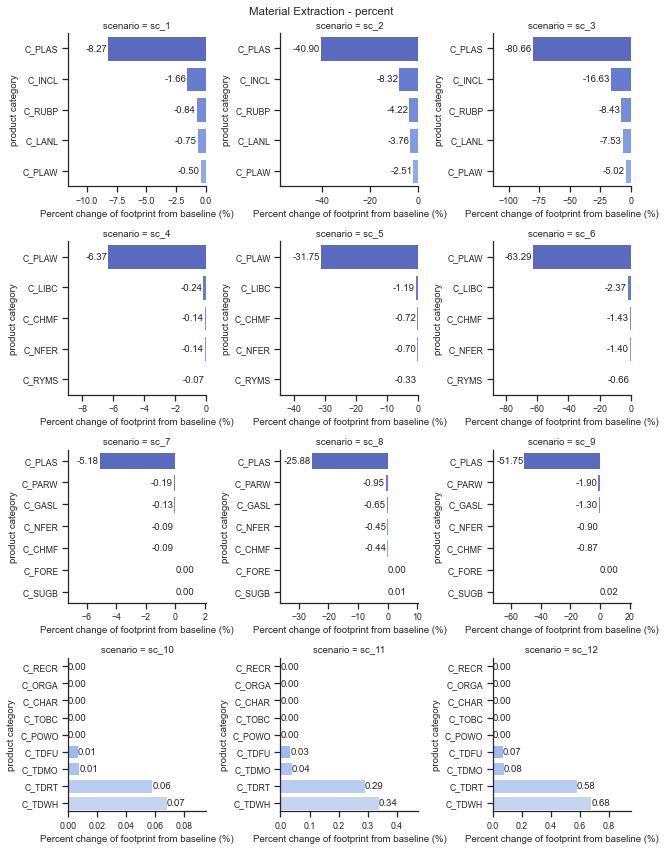 Material Extraction - percent
scenario = sc_1
product category
C_PLAS -8.27
C_INCL -1.66
C_RUBP -0.84
C_LANL -0.75
C_PLAW -0.50
-10.0 -7.5 -5.0 -2.5 0.0
Percent change of footprint from baseline (%)
scenario = sc_2
product category
C_PLAS -40.90
C_INCL -8.32
C_RUBP -4.22
C_LANL -3.76
C_PLAW -2.51
-40 -20 0
Percent change of footprint from baseline (%)
scenario = sc_3
product category
C_PLAS -80.66
C_INCL -16.63
C_RUBP -8.43
C_LANL -7.53
C_PLAW -5.02
-100 -75 -50 -25 0
Percent change of footprint from baseline (%)
scenario = sc_4
product category
C_PLAW -6.37
C_LIBC -0.24
C_CHMF -0.14
C_NFER -0.14
C_RYMS -0.07
-8 -6 -4 -2 0
Percent change of footprint from baseline (%)
scenario = sc_5
product category
C_PLAW -31.75
C_LIBC -1.19
C_CHMF -0.72
C_NFER -0.70
C_RYMS -0.33
-40 -30 -20 -10 0
Percent change of footprint from baseline (%)
scenario = sc_6
product category
C_PLAW -63.29
C_LIBC -2.37
C_CHMF -1.43
C_NFER -1.40
C_RYMS -0.66
-80 -60 -40 -20 0
Percent change of footprint from baseline (%)
scenario = sc_7
product category
C_PLAS -5.18
C_PARW -0.19
C_GASL -0.13
C_NFER -0.09
C_CHMF -0.09
C_FORE 0.00
C_SUGB 0.00
-6 -4 -2 0 2
Percent change of footprint from baseline (%)
scenario = sc_8
product category
C_PLAS -25.88
C_PARW -0.95
C_GASL -0.65
C_NFER -0.45
C_CHMF -0.44
C_FORE 0.00
C_SUGB 0.01
-30 -20 -10 0 10
Percent change of footprint from baseline (%)
scenario = sc_9
product category
C_PLAS -51.75
C_PARW -1.90
C_GASL -1.30
C_NFER -0.90
C_CHMF -0.87
C_FORE 0.00
C_SUGB 0.02
-60 -40 -20 0 20
Percent change of footprint from baseline (%)
scenario = sc_10
product category
C_RECR 0.00
C_ORGA 0.00
C_CHAR 0.00
C_TOBC 0.00
C_POWO 0.00
C_TDFU 0.01
C_TDMO 0.01
C_TDRT 0.06
C_TDWH 0.07
0.00 0.02 0.04 0.06 0.08
Percent change of footprint from baseline (%)
scenario = sc_11
product category
C_RECR 0.00
C_ORGA 0.00
C_CHAR 0.00
C_TOBC 0.00
C_POWO 0.00
C_TDFU 0.03
C_TDMO 0.04
C_TDRT 0.29
C_TDWH 0.34
0.0 0.1 0.2 0.3 0.4
Percent change of footprint from baseline (%)
scenario = sc_12
product category
C_RECR 0.00
C_ORGA 0.00
C_CHAR 0.00
C_TOBC 0.00
C_POWO 0.00
C_TDFU 0.07
C_TDMO 0.08
C_TDRT 0.58
C_TDWH 0.68
0.0 0.2 0.4 0.6 0.8
Percent change of footprint from baseline (%)